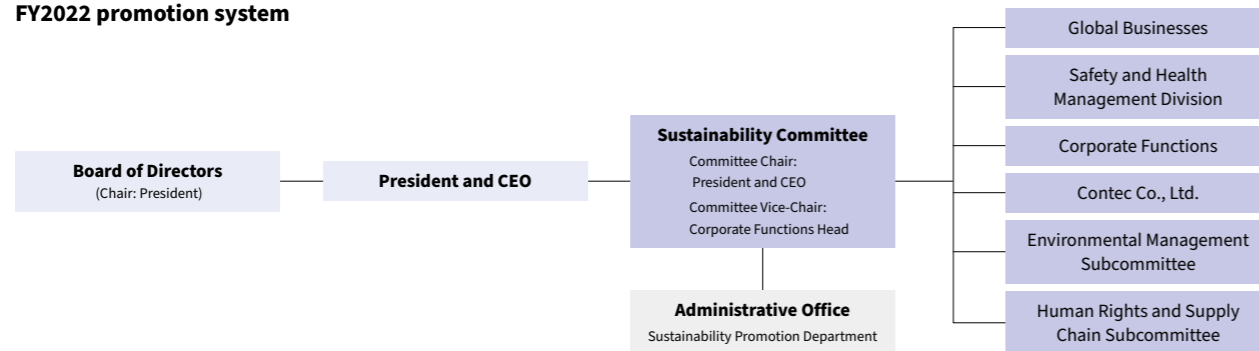 FY2022 promotion system
Board of Directors
(Chair: President)
President and CEO
Sustainability Committee
Committee Chair:
President and CEO
Committee Vice-Chair:
Corporate Functions Head
Administrative Office
Sustainability Promotion Department
Global Businesses
Safety and Health
Management Division
Corporate Functions
Contec Co., Ltd.
Environmental Management
Subcommittee
Human Rights and Supply
Chain Subcommittee